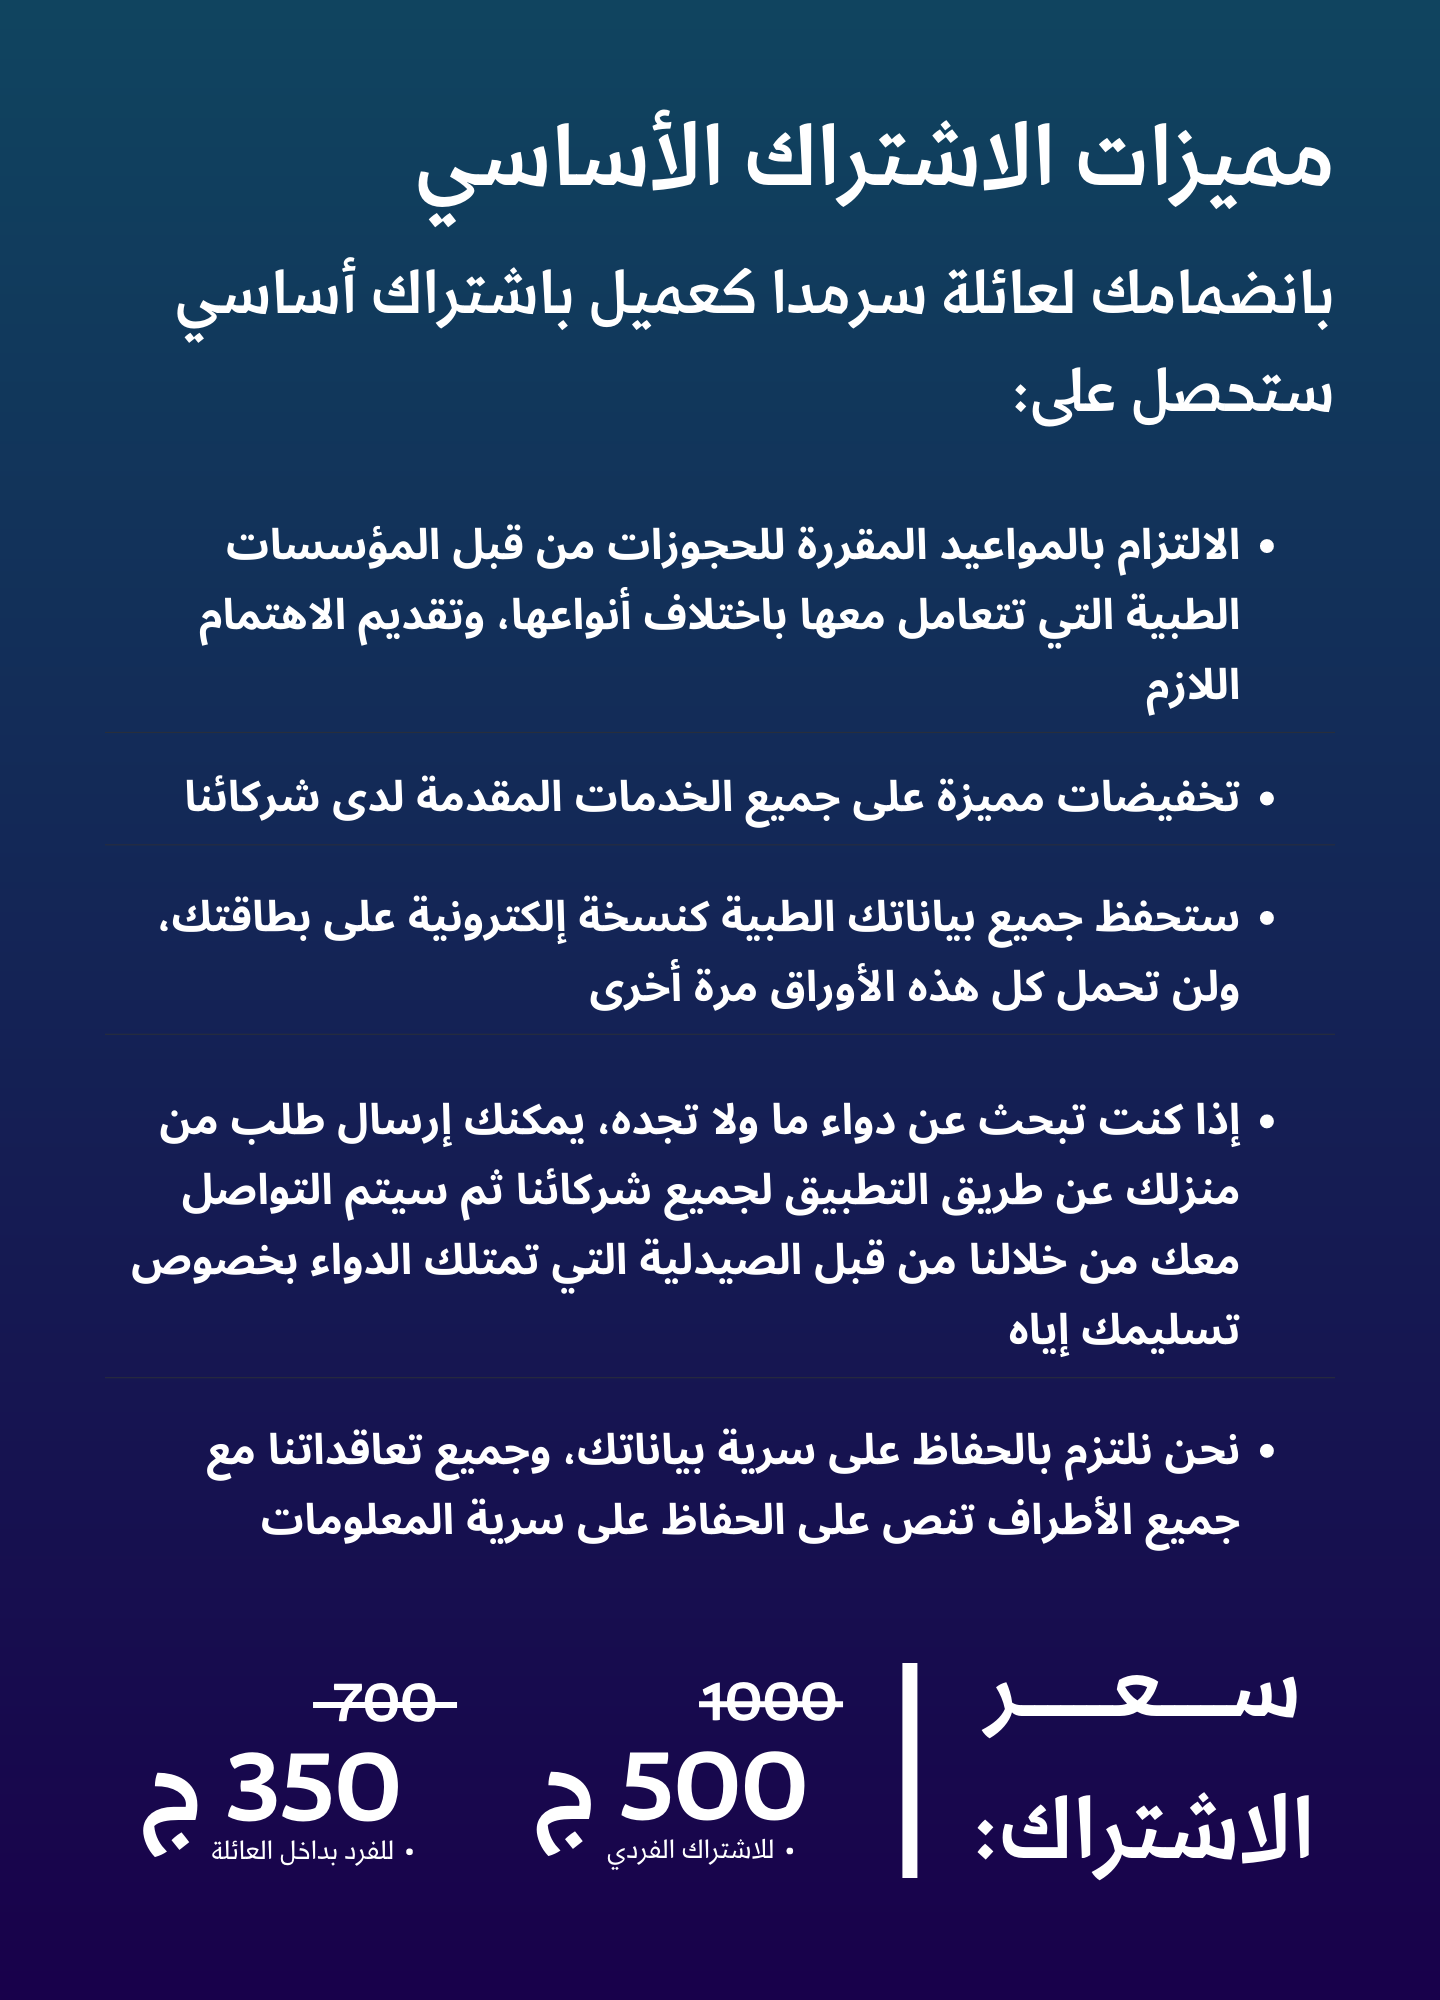 مميزات الاشتراك الأساسي
بانضمامك لعائلة سرمدا كعميل باشتراك أساسي
ستحصل على:
• الالتزام بالمواعيد المقررة للحجوزات من قبل المؤسسات
الطبية التي تتعامل معها باختلاف أنواعها، وتقديم الاهتمام
اللازم
• تخفيضات مميزة على جميع الخدمات المقدمة لدى شركائنا
• ستحفظ جميع بياناتك الطبية كنسخة إلكترونية على بطاقتك،
ولن تحمل كل هذه الأوراق مرة أخرى
• إذا كنت تبحث عن دواء ما ولا تجده، يمكنك إرسال طلب من
منزلك عن طريق التطبيق لجميع شركائنا ثم سيتم التواصل
معك من خلالنا من قبل الصيدلية التي تمتلك الدواء بخصوص
تسليمك إياه
• نحن نلتزم بالحفاظ على سرية بياناتك، وجميع تعاقداتنا مع
جميع الأطراف تنص على الحفاظ على سرية المعلومات
ســـعـــــر
الاشتراك:
1000
500 ج
• للاشتراك الفردي
700
350 ج
• للفرد بداخل العائلة